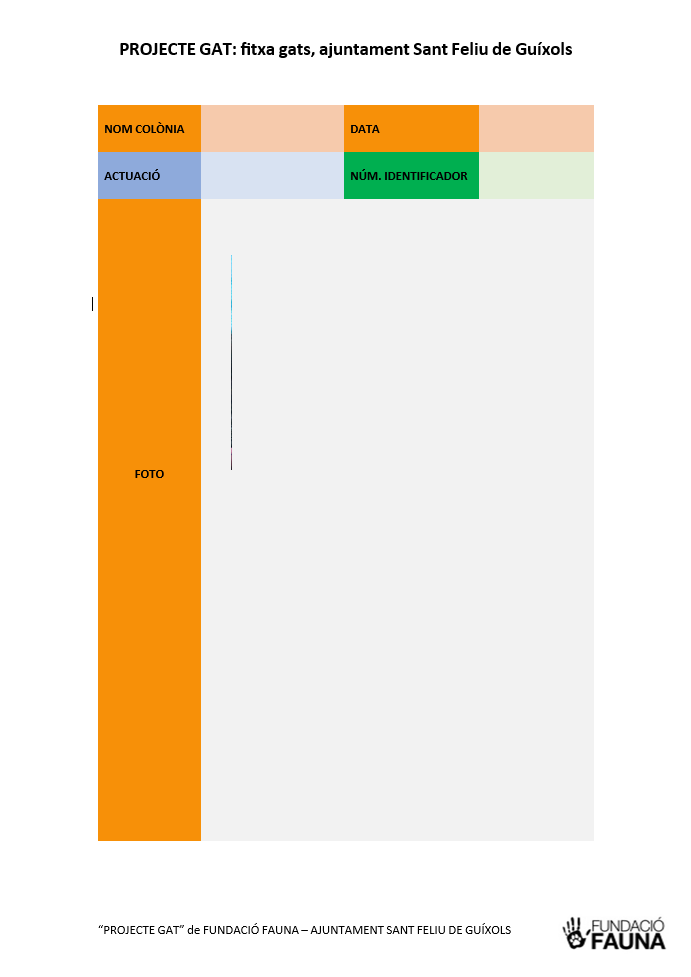 PROJECTE GAT: fitxa gats, ajuntament Sant Feliu de Guíxols
NOM COLÒNIA DATA
ACTUACIÓ NÚM. IDENTIFICADOR
FOTO
“PROJECTE GAT” de FUNDACIÓ FAUNA – AJUNTAMENT SANT FELIU DE GUÍXOLS
FUNDACIÓ
FAUNA